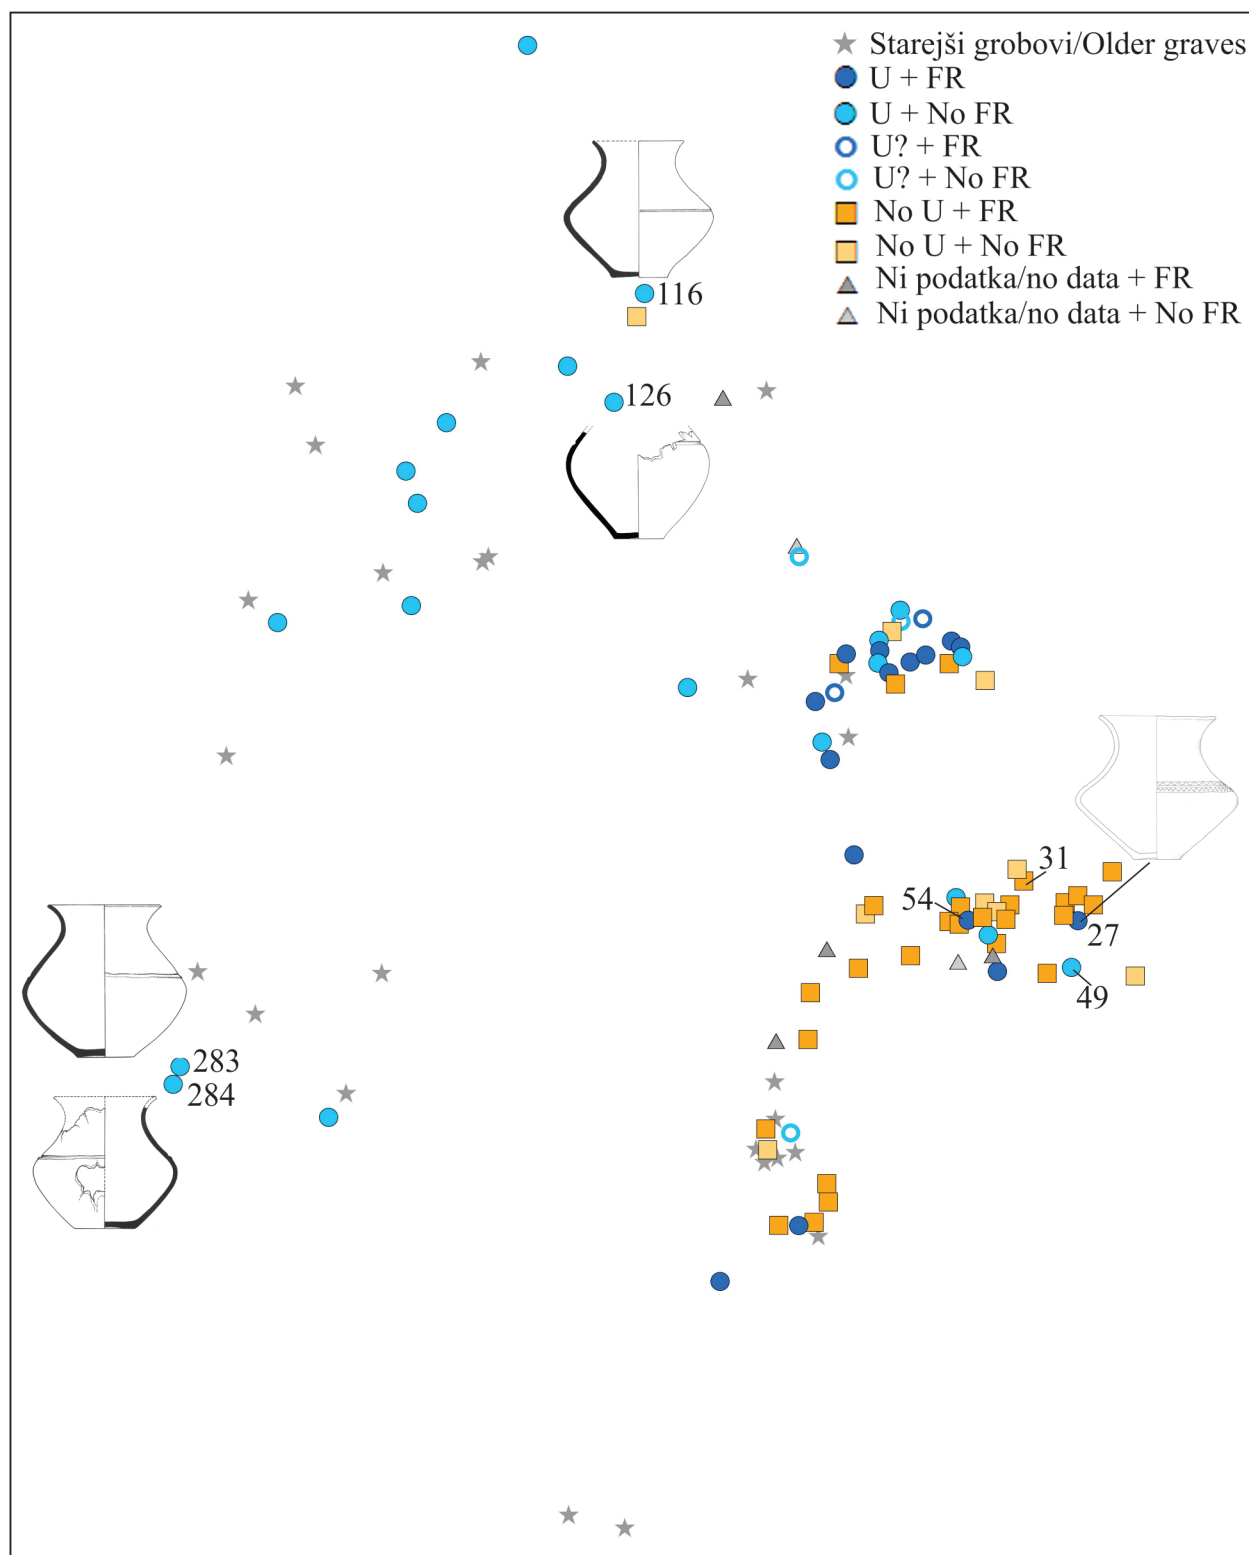 Starejši grobovi/Older graves
U + FR
U + No FR
U? + FR
U? + No FR
No U + FR
No U + No FR
Ni podatka/no data + FR
Ni podatka/no data + No FR
116
126
31
54
27
49
283
284